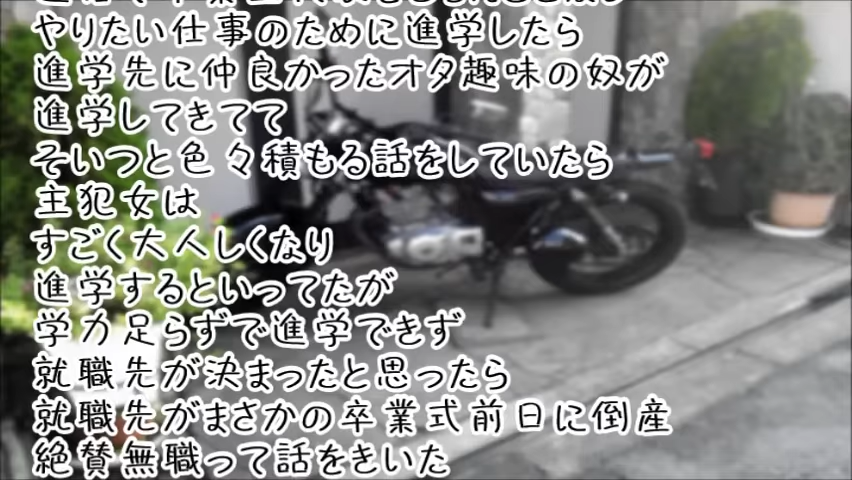 やりたい仕事のために進学したら
進学先に仲良かったオタ趣味の奴が
進学してきてて
そいつと色々積もる話をしていたら
主犯女は
すごく大人しくなり
進学するといってたが
学力足らずで進学できず
就職先が決まったと思ったら
就職先がまさかの卒業式前日に倒産
絶賛無職って話をきいた